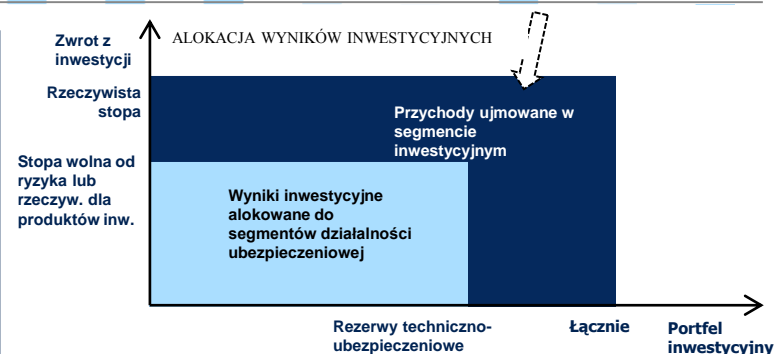 ALOKACJA WYNIKÓW INWESTYCYJNYCH
Zwrot z
inwestycji
Rzeczywista
stopa
Przychody ujmowane w
segmencie
inwestycyjnym
Stopa wolna od
ryzyka lub
rzeczyw. dla
produktów inw.
Wyniki inwestycyjne
alokowane do
segmentów działalności
ubezpieczeniowej
Rezerwy techniczno-
ubezpieczeniowe
Łącznie
Portfel
inwestycyjny